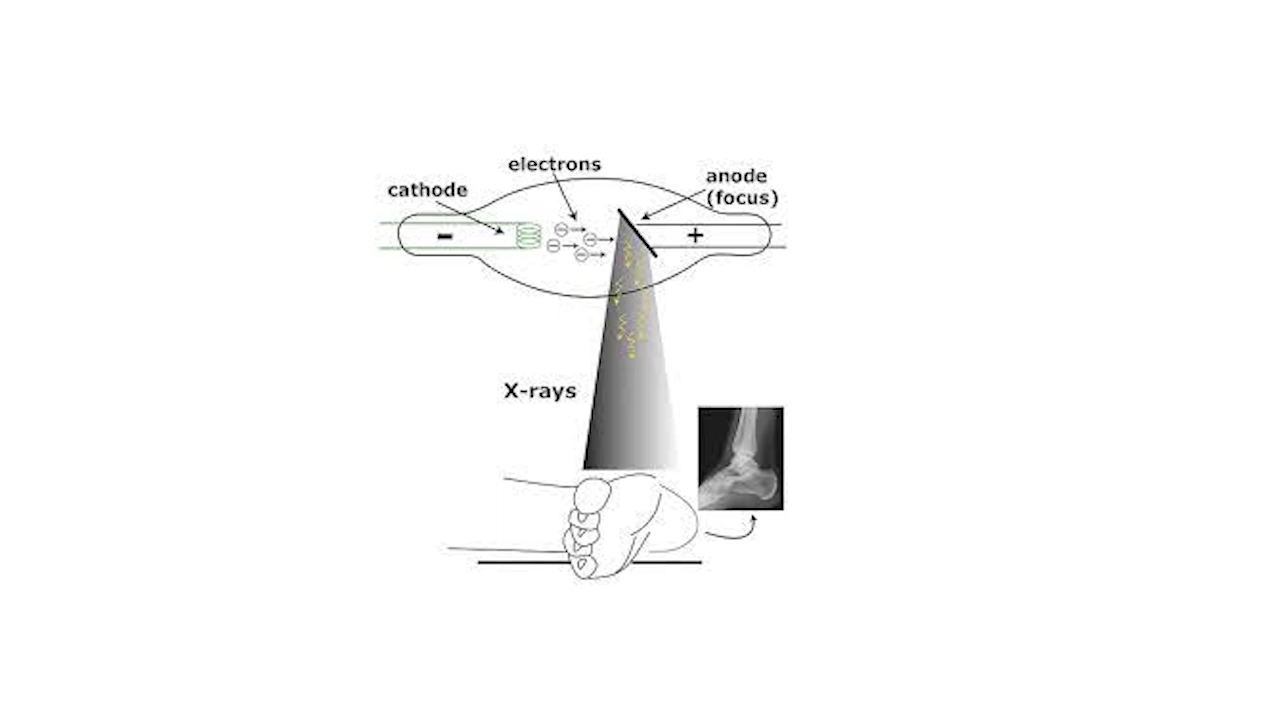 electrons
cathode
anode
(focus)
−
+
X-rays